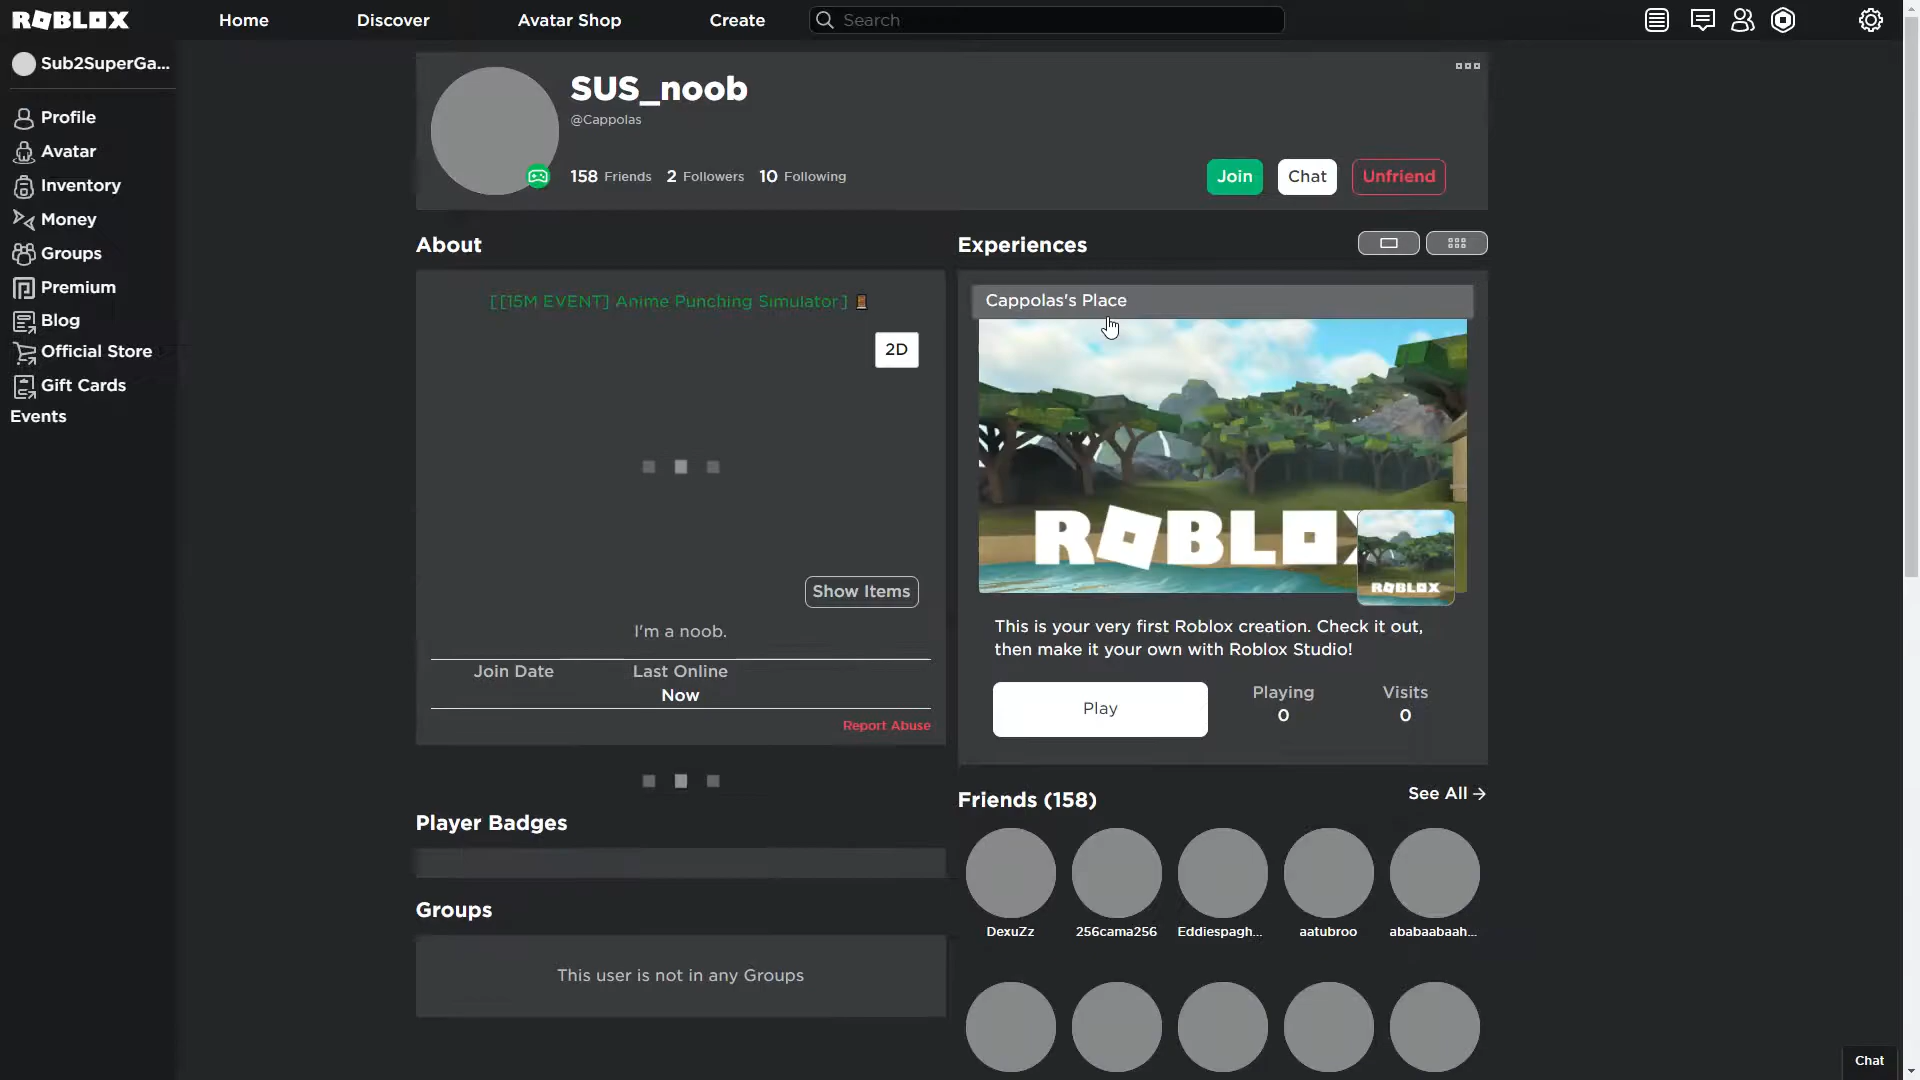 ROBLOX
Home
Discover
Avatar Shop
Create
Search
Sub2SuperGa...
Profile
Avatar
Inventory
Money
Groups
Premium
Blog
Official Store
Gift Cards
Events
SUS_noob
@Cappolas
158 Friends 2 Followers 10 Following
Join
Chat
Unfriend
About
[[15M EVENT] Anime Punching Simulator]
2D
Show Items
I'm a noob.
Join Date
Last Online
Now
Report Abuse
Player Badges
Groups
This user is not in any Groups
Experiences
Cappolas's Place
ROBLOX
ROBLOX
This is your very first Roblox creation. Check it out,
then make it your own with Roblox Studio!
Play
Playing
0
Visits
0
Friends (158)
See All
DexuZz
256cama256
Eddiespagh...
aatubroo
ababaabaah...
Chat